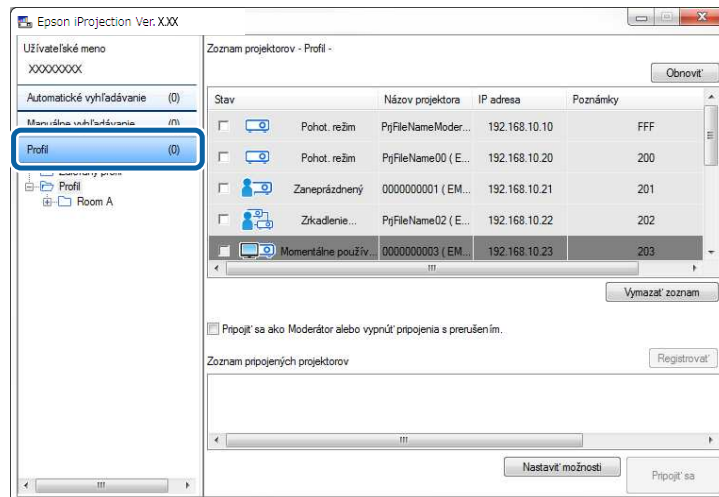 Epson iProjection Ver. X.XX
Užívateľské meno
XXXXXXXX
Automatické vyhľadávanie (0)
Manuálne vyhľadávanie (0)
Profil (0)
Profil
Room A
Zoznam projektorov - Profil -
Obnoviť
Stav Názov projektora IP adresa Poznámky
Pohot. režim PrjFileNameModer... 192.168.10.10 FFF
Pohot. režim PrjFileName00 ( E... 192.168.10.20 200
Zaneprázdnený 0000000001 ( EM... 192.168.10.21 201
Zrkadlenie... PrjFileName02 ( E... 192.168.10.22 202
Momentálne použív... 0000000003 ( EM... 192.168.10.23 203
Vymazať zoznam
Pripojiť sa ako Moderátor alebo vypnúť pripojenia s prerušením.
Zoznam pripojených projektorov
Registrovať
Nastaviť možnosti
Pripojiť sa